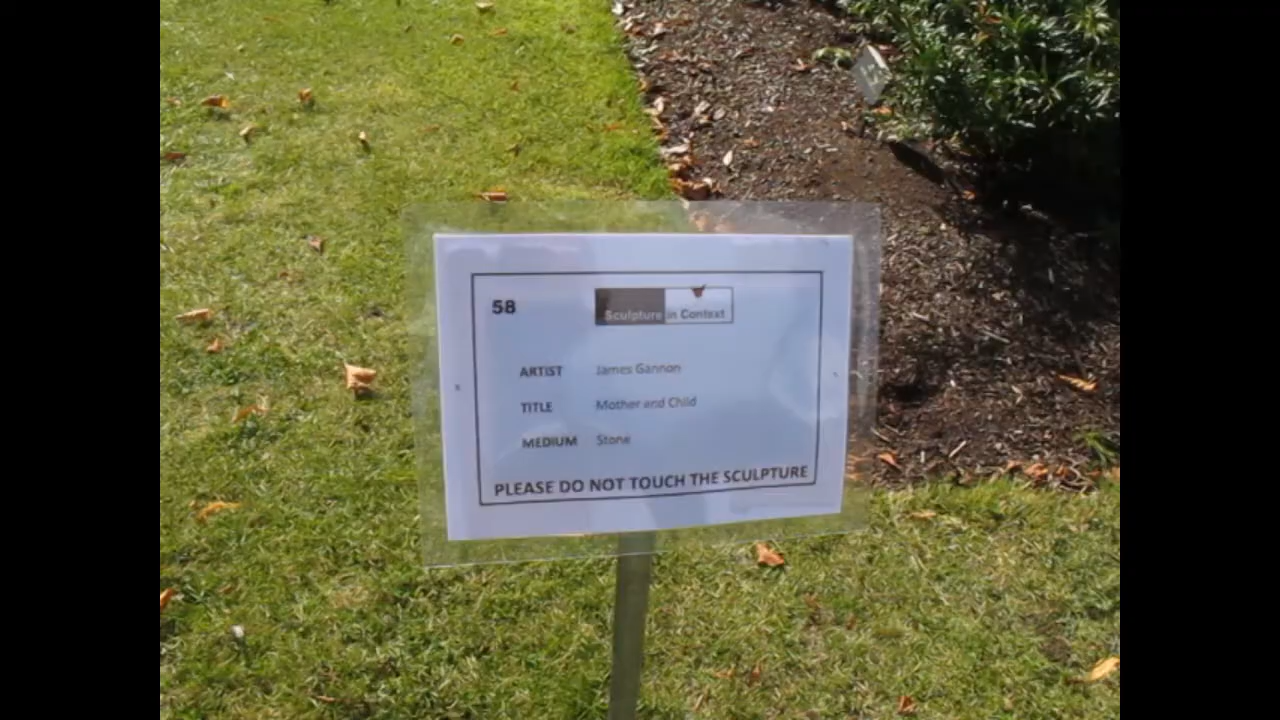 58
Sculpture in Context
ARTIST James Gannon
TITLE Mother and Child
MEDIUM Stone
PLEASE DO NOT TOUCH THE SCULPTURE